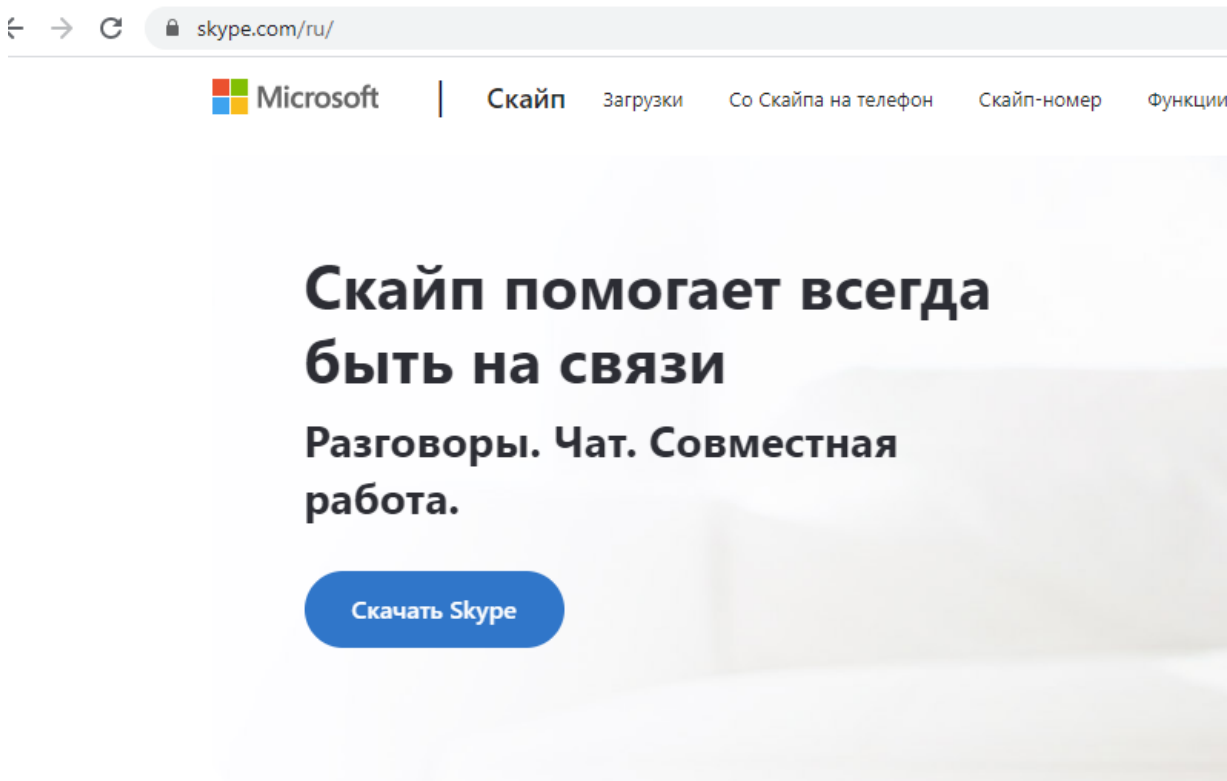 skype.com/ru/
Microsoft | Скайп Загрузки Со Скайпа на телефон Скайп-номер Функции
Скайп помогает всегда
быть на связи
Разговоры. Чат. Совместная
работа.
Скачать Skype